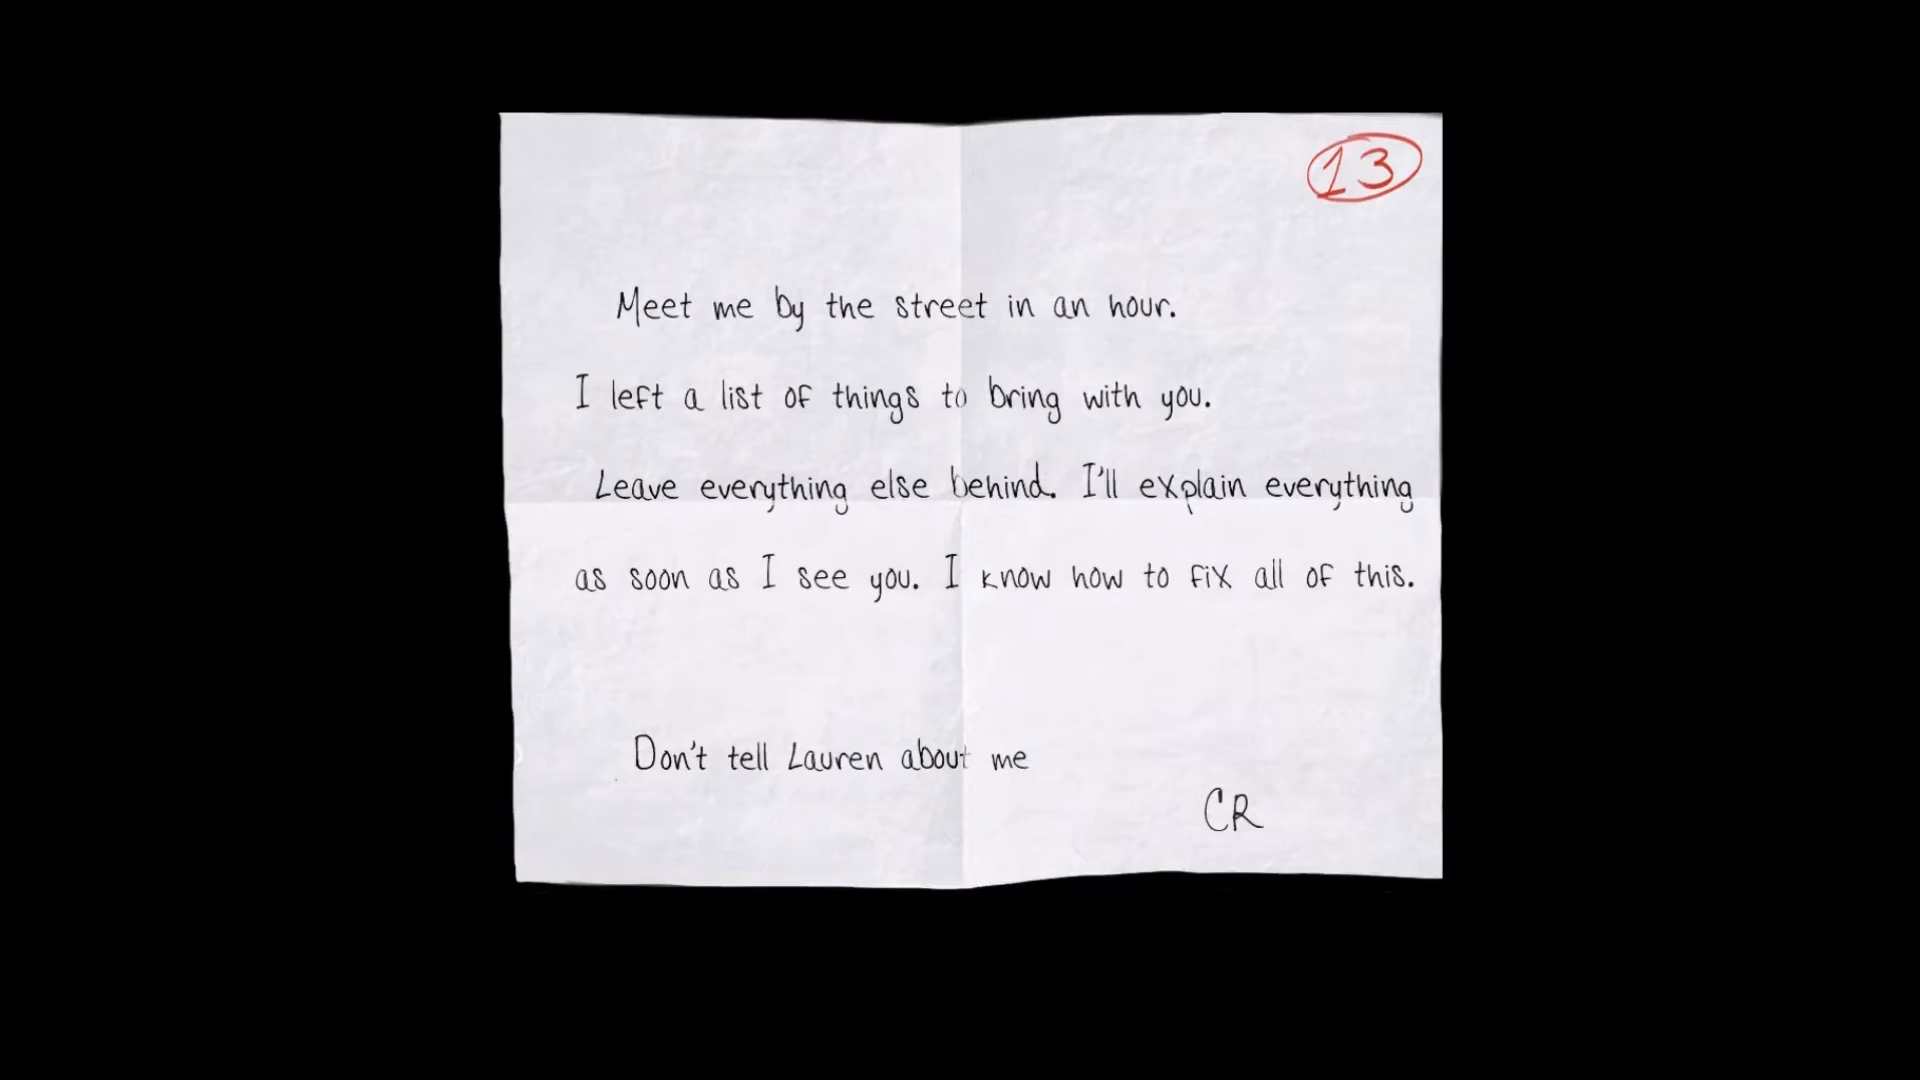 13
Meet me by the street in an hour.
I left a list of things to bring with you.
Leave everything else behind. I'll explain everything
as soon as I see you. I know how to fix all of this.
Don't tell Lauren about me
CR